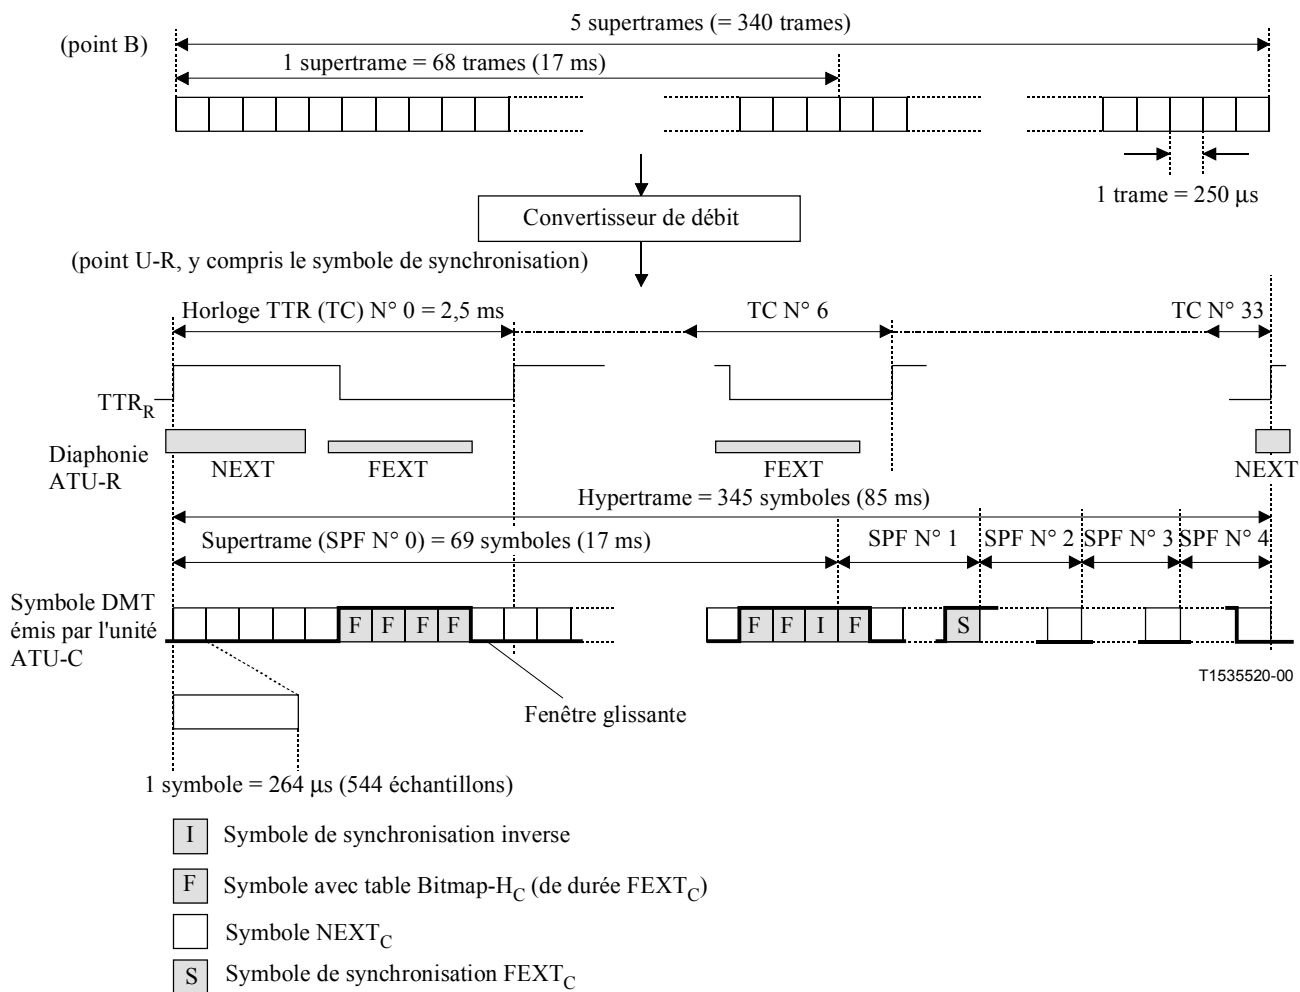 5 supertrames (= 340 trames)
(point B)
1 supertrame = 68 trames (17 ms)
1 trame = 250 µs
Convertisseur de débit
(point U-R, y compris le symbole de synchronisation)
Horloge TTR (TC) N° 0 = 2,5 ms
TC N° 6
TC N° 33
TTR_R
Diaphonie
ATU-R
NEXT
FEXT
FEXT
NEXT
Hypertrame = 345 symboles (85 ms)
Supertrame (SPF N° 0) = 69 symboles (17 ms)
SPF N° 1
SPF N° 2
SPF N° 3
SPF N° 4
Symbole DMT
émis par l'unité
ATU-C
F F F F
F F I F
S
T1535520-00
Fenêtre glissante
1 symbole = 264 µs (544 échantillons)
I Symbole de synchronisation inverse
F Symbole avec table Bitmap-H_C (de durée FEXT_C)
Symbole NEXT_C
S Symbole de synchronisation FEXT_C